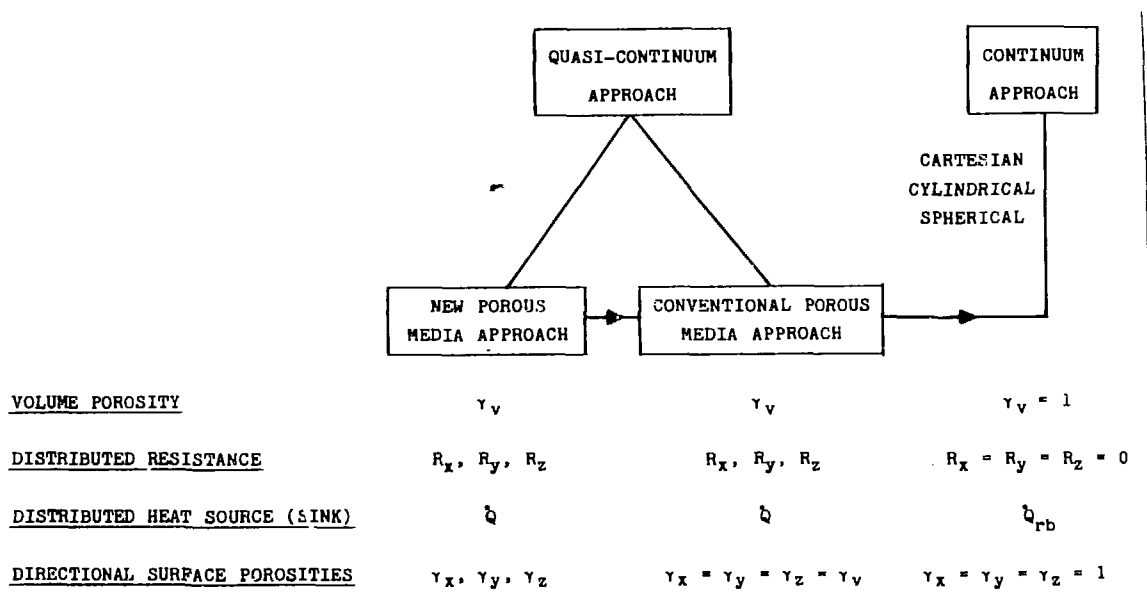 QUASI-CONTINUUM
APPROACH
CONTINUUM
APPROACH
CARTESIAN
CYLINDRICAL
SPHERICAL
NEW POROUS
MEDIA APPROACH
CONVENTIONAL POROUS
MEDIA APPROACH
VOLUME POROSITY γv γv γv = 1
DISTRIBUTED RESISTANCE Rx, Ry, Rz Rx, Ry, Rz Rx = Ry = Rz = 0
DISTRIBUTED HEAT SOURCE (SINK) Q̇ Q̇ Q̇rb
DIRECTIONAL SURFACE POROSITIES γx, γy, γz γx = γy = γz = γv γx = γy = γz = 1